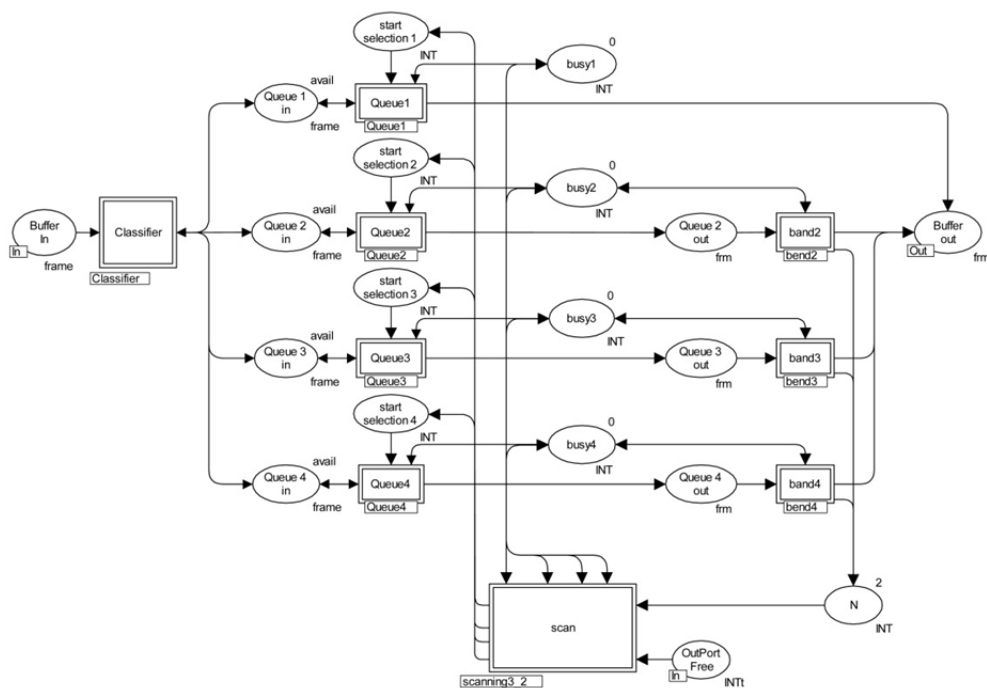 start
selection 1
INT
0
busy1
INT
avail
Queue 1
in
frame
Queue1
Queue1
start
selection 2
INT
0
busy2
INT
Buffer
In
In
frame
Classifier
Classifier
avail
Queue 2
in
frame
Queue2
Queue2
Queue 2
out
frm
band2
bend2
Buffer
out
Out
frm
start
selection 3
INT
0
busy3
INT
avail
Queue 3
in
frame
Queue3
Queue3
Queue 3
out
frm
band3
bend3
start
selection 4
INT
0
busy4
INT
avail
Queue 4
in
frame
Queue4
Queue4
Queue 4
out
frm
band4
bend4
scan
scanning3_2
2
N
INT
OutPort
Free
In
INTt